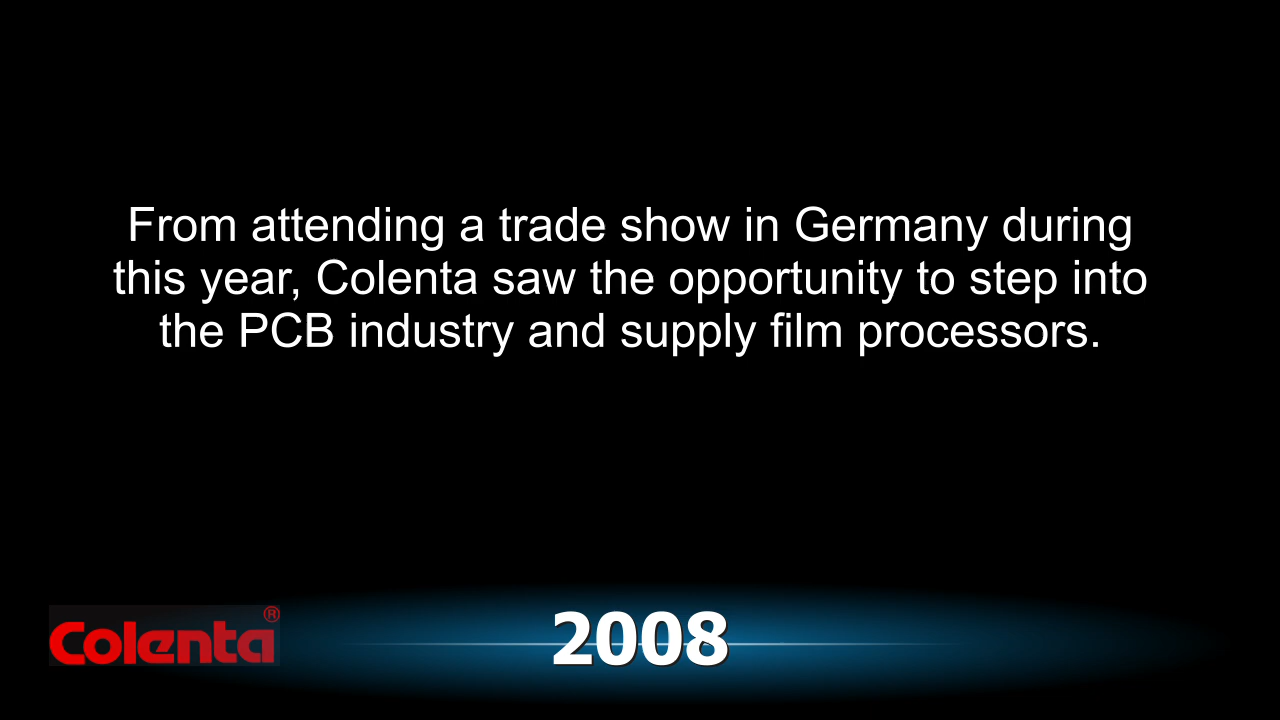 From attending a trade show in Germany during
this year, Colenta saw the opportunity to step into
the PCB industry and supply film processors.
Colenta®
2008